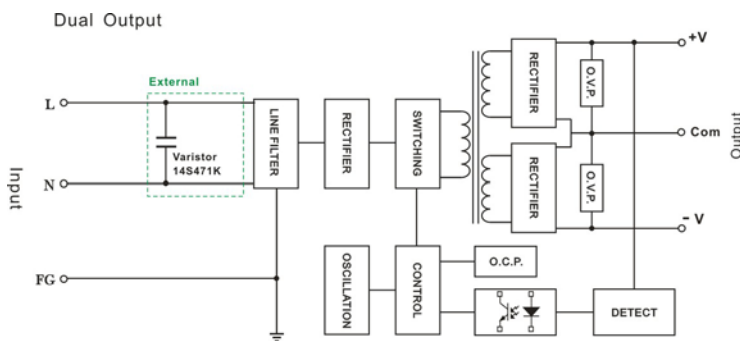 Dual Output
External
L
Varistor
14S471K
N
FG
Input
LINE FILTER
RECTIFIER
SWITCHING
RECTIFIER
RECTIFIER
O.V.P.
O.V.P.
+V
Com
- V
Output
OSCILLATION
CONTROL
O.C.P.
DETECT